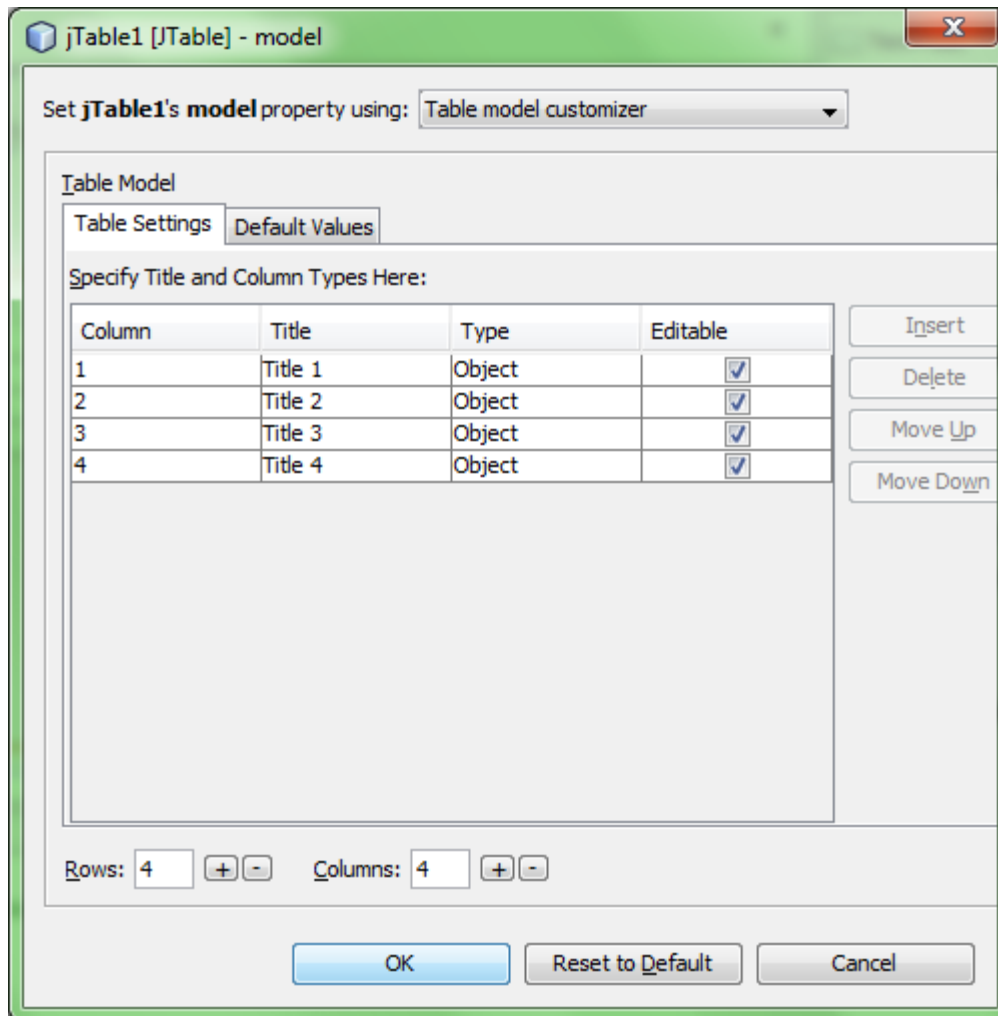 jTable1 [JTable] - model
Set jTable1's model property using: Table model customizer
Table Model
Table Settings Default Values
Specify Title and Column Types Here:
Column Title Type Editable
1 Title 1 Object
2 Title 2 Object
3 Title 3 Object
4 Title 4 Object
Insert
Delete
Move Up
Move Down
Rows: 4 + - Columns: 4 + -
OK Reset to Default Cancel